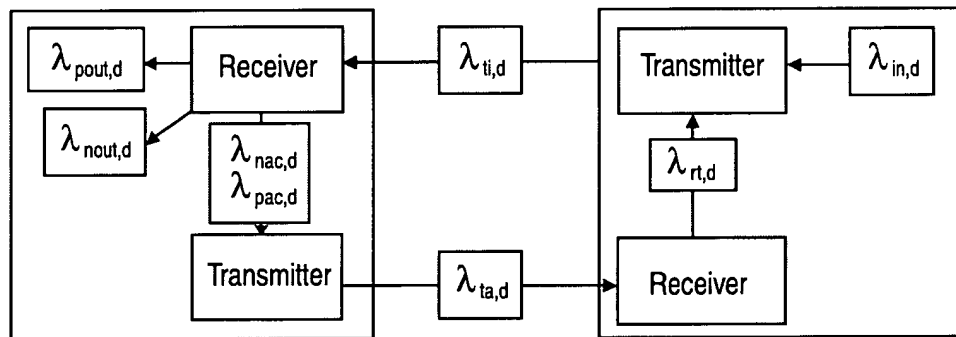 λpout,d
Receiver
λti,d
Transmitter
λin,d
λnout,d
λnac,d
λpac,d
λrt,d
Transmitter
λta,d
Receiver